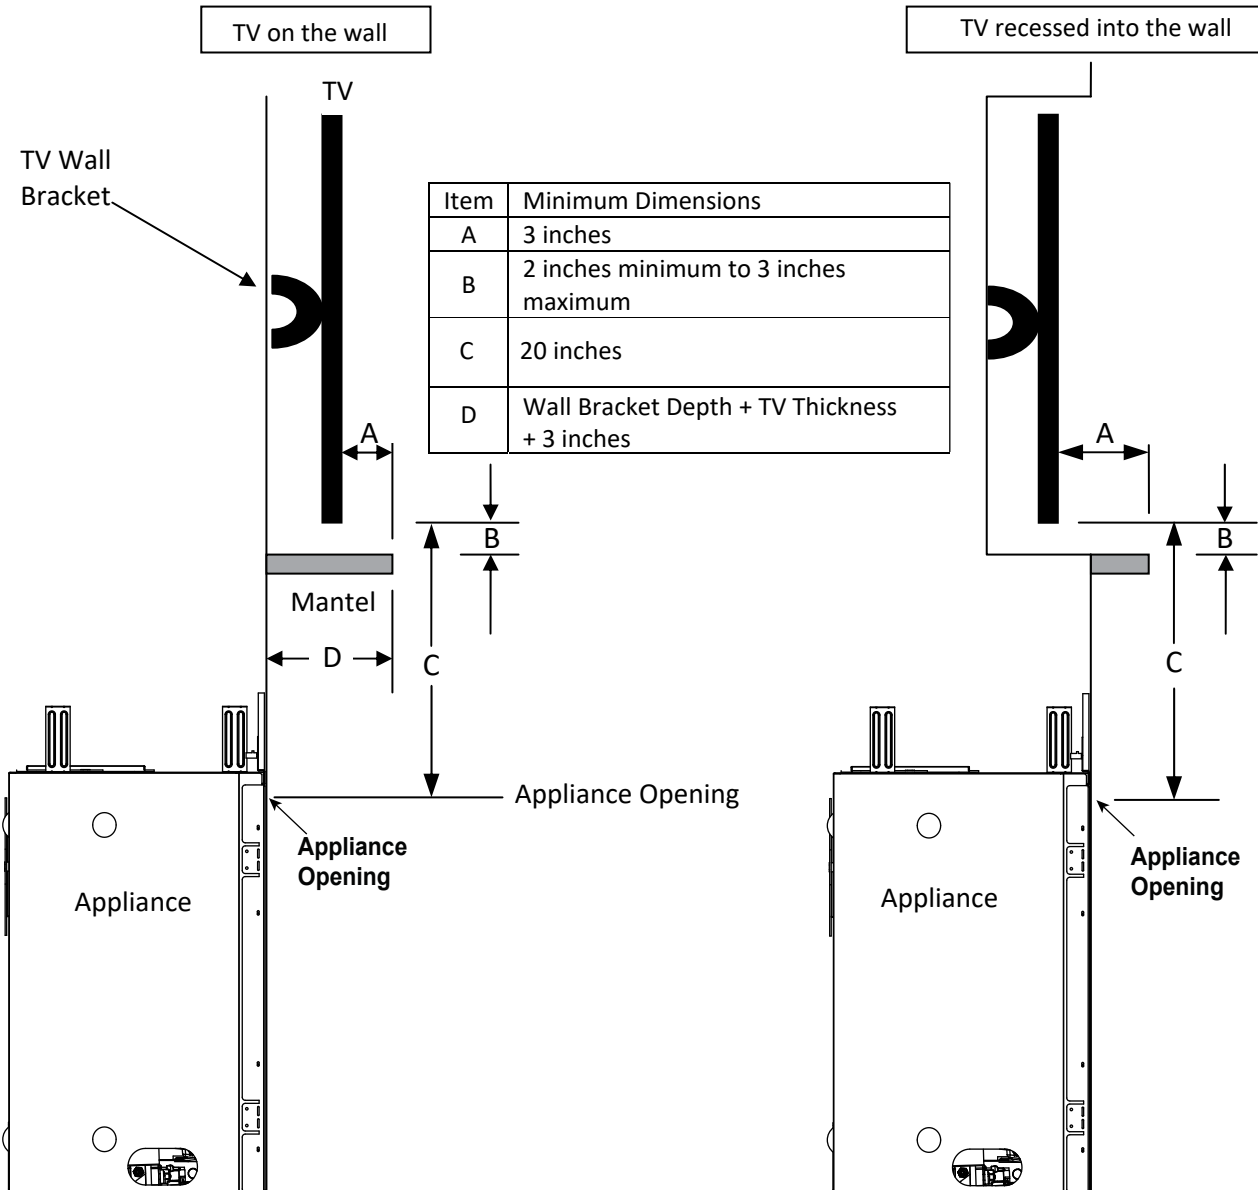 TV on the wall
TV recessed into the wall
TV
TV Wall
Bracket
Item Minimum Dimensions
A 3 inches
B 2 inches minimum to 3 inches
maximum
C 20 inches
D Wall Bracket Depth + TV Thickness
+ 3 inches
A
B
Mantel
D
C
Appliance Opening
Appliance
Opening
Appliance
A
B
C
Appliance
Opening
Appliance